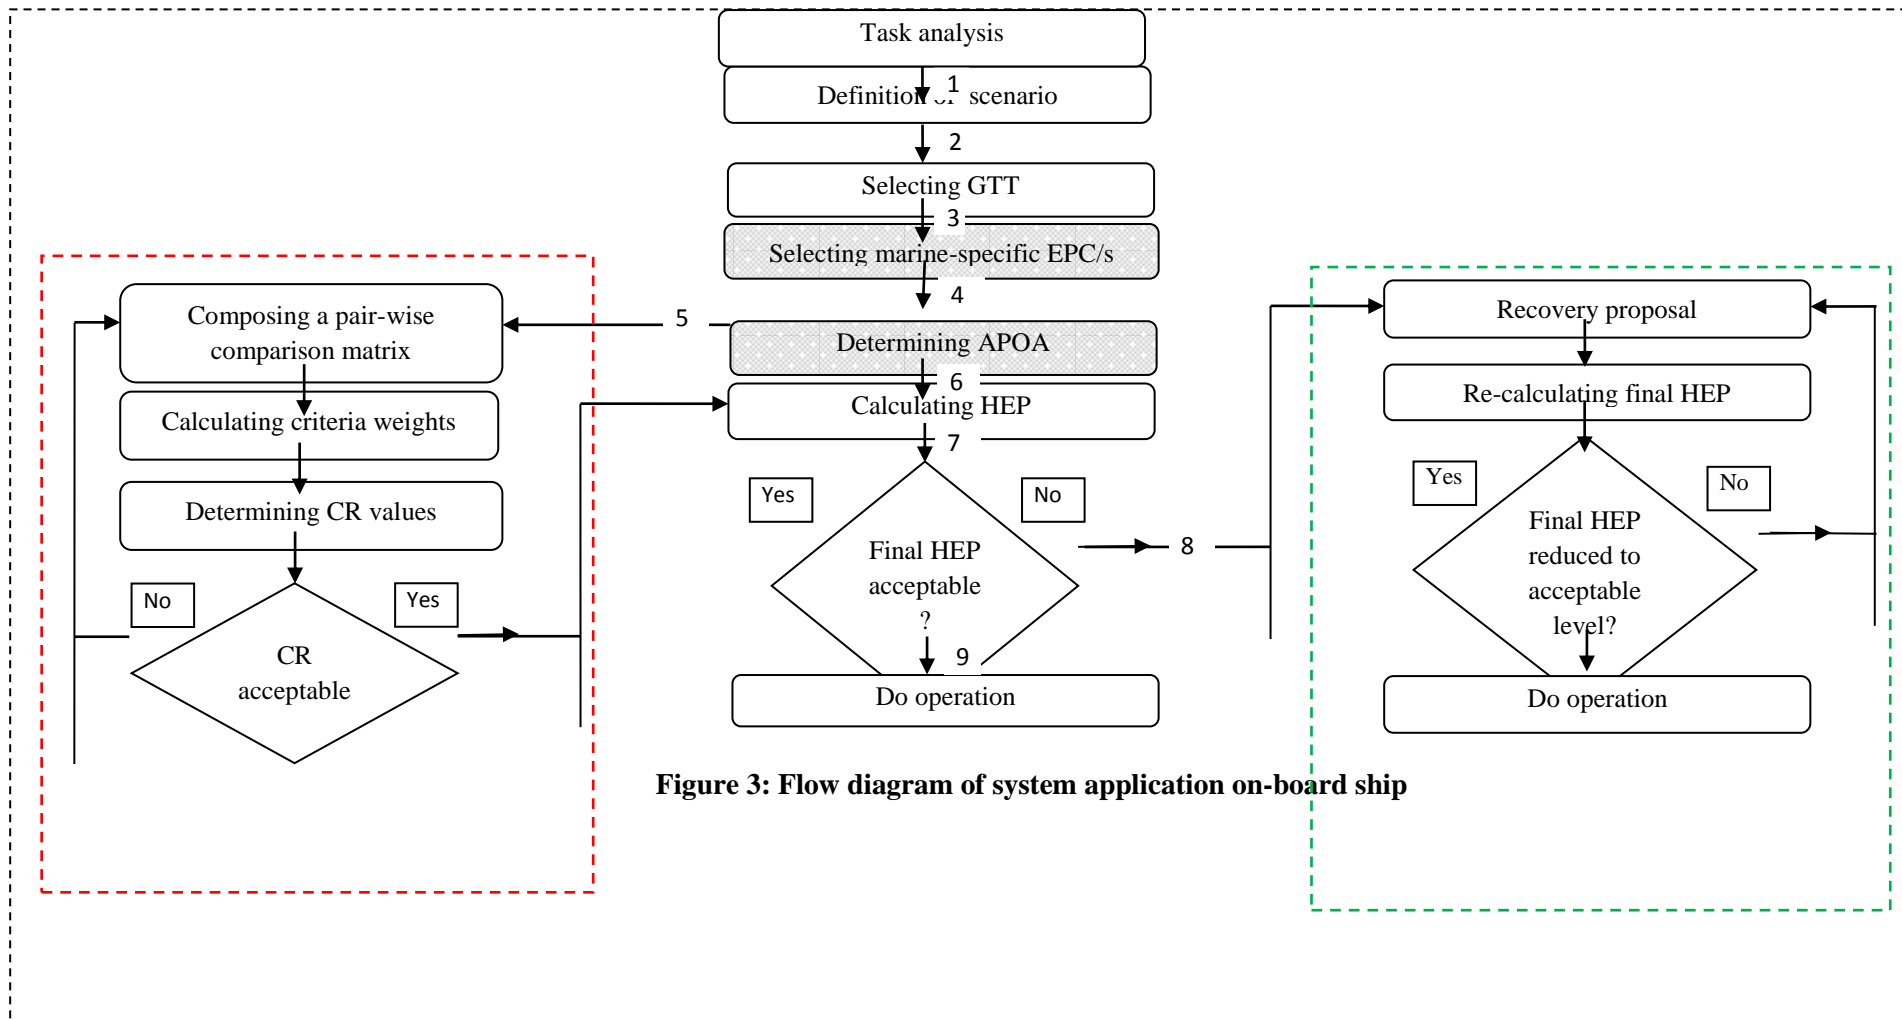 Task analysis
1
Definition of scenario
2
Selecting GTT
3
Selecting marine-specific EPC/s
4
5
Determining APOA
6
Calculating HEP
7
Yes
No
Final HEP
acceptable
?
8
9
Do operation
Composing a pair-wise
comparison matrix
Calculating criteria weights
Determining CR values
No
Yes
CR
acceptable
Recovery proposal
Re-calculating final HEP
Yes
No
Final HEP
reduced to
acceptable
level?
Do operation
Figure 3: Flow diagram of system application on-board ship